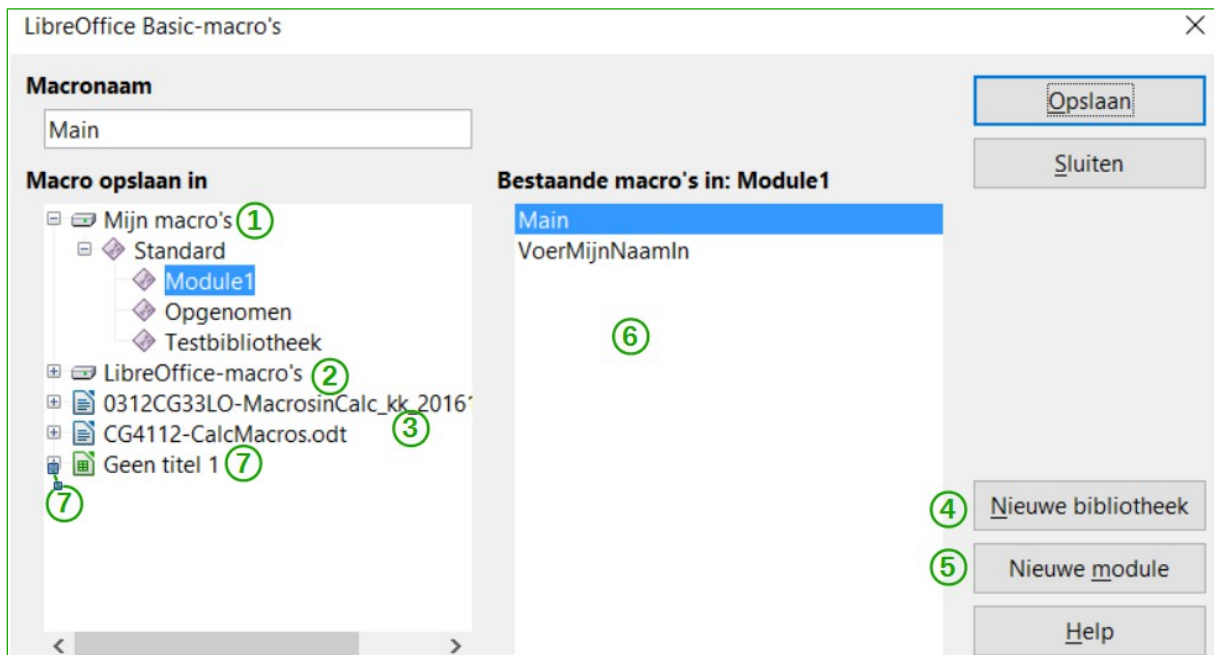 LibreOffice Basic-macro's
Macronaam
Main
Macro opslaan in
Mijn macro's ①
Standard
Module1
Opgenomen
Testbibliotheek
LibreOffice-macro's ②
0312CG33LO-MacrosinCalc_kk_2016
③
CG4112-CalcMacros.odt
Geen titel 1 ⑦
⑦
Bestaande macro's in: Module1
Main
VoerMijnNaamIn
⑥
Opslaan
Sluiten
④ Nieuwe bibliotheek
⑤ Nieuwe module
Help